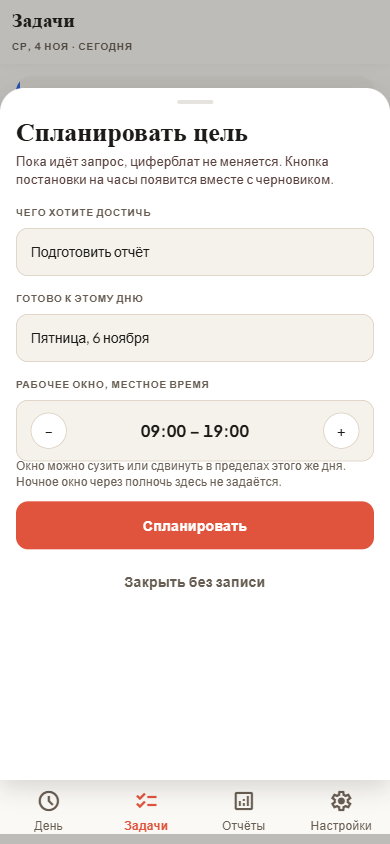 Задачи
СР, 4 НОЯ · СЕГОДНЯ
Спланировать цель
Пока идёт запрос, циферблат не меняется. Кнопка
постановки на часы появится вместе с черновиком.
ЧЕГО ХОТИТЕ ДОСТИЧЬ
Подготовить отчёт
ГОТОВО К ЭТОМУ ДНЮ
Пятница, 6 ноября
РАБОЧЕЕ ОКНО, МЕСТНОЕ ВРЕМЯ
– 09:00 – 19:00 +
Окно можно сузить или сдвинуть в пределах этого же дня.
Ночное окно через полночь здесь не задаётся.
Спланировать
Закрыть без записи
День Задачи Отчёты Настройки